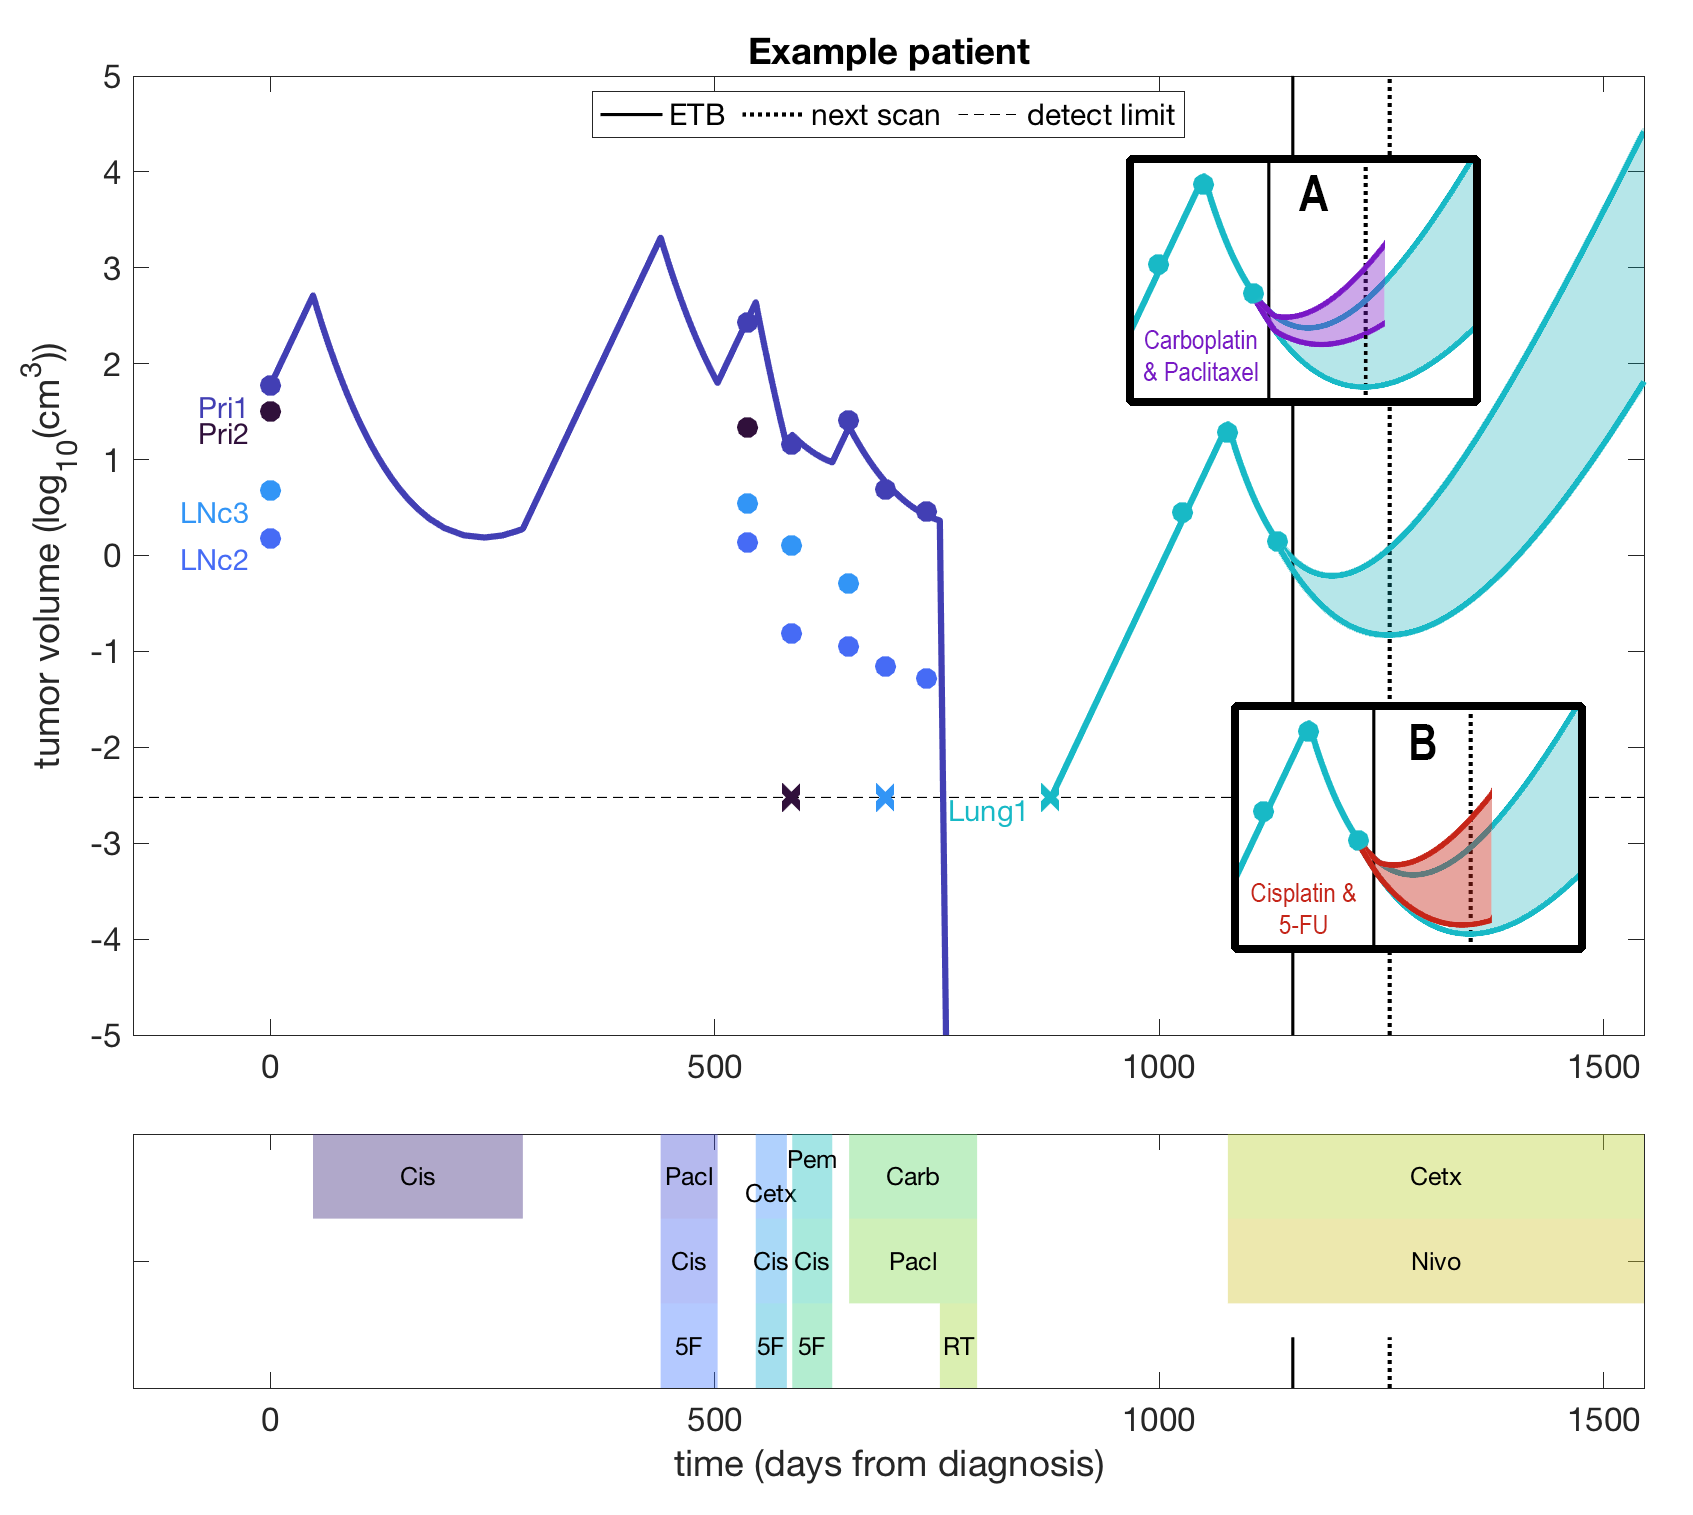 Example patient
ETB next scan detect limit
tumor volume (log10(cm3))
5
4
3
2
1
0
-1
-2
-3
-4
-5
Pri1
Pri2
LNc3
LNc2
Lung1
A
Carboplatin
& Paclitaxel
B
Cisplatin &
5-FU
0 500 1000 1500
Cis Pacl Cetx Pem Carb Cetx
Cis Cis Cis Pacl Nivo
5F 5F 5F RT
0 500 1000 1500
time (days from diagnosis)